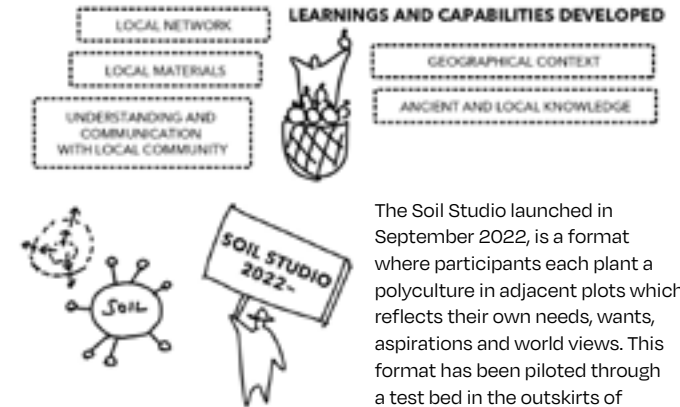 LEARNINGS AND CAPABILITIES DEVELOPED
LOCAL NETWORK
LOCAL MATERIALS
UNDERSTANDING AND
COMMUNICATION
WITH LOCAL COMMUNITY
GEOGRAPHICAL CONTEXT
ANCIENT AND LOCAL KNOWLEDGE
SOIL
SOIL STUDIO
2022–
The Soil Studio launched in
September 2022, is a format
where participants each plant a
polyculture in adjacent plots which
reflects their own needs, wants,
aspirations and world views. This
format has been piloted through
a test bed in the outskirts of